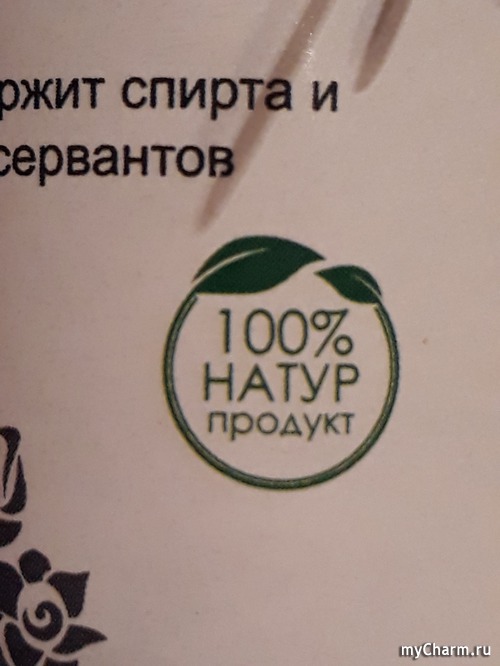 ржит спирта и
сервантов
100%
НАТУР
продукт
myCharm.ru